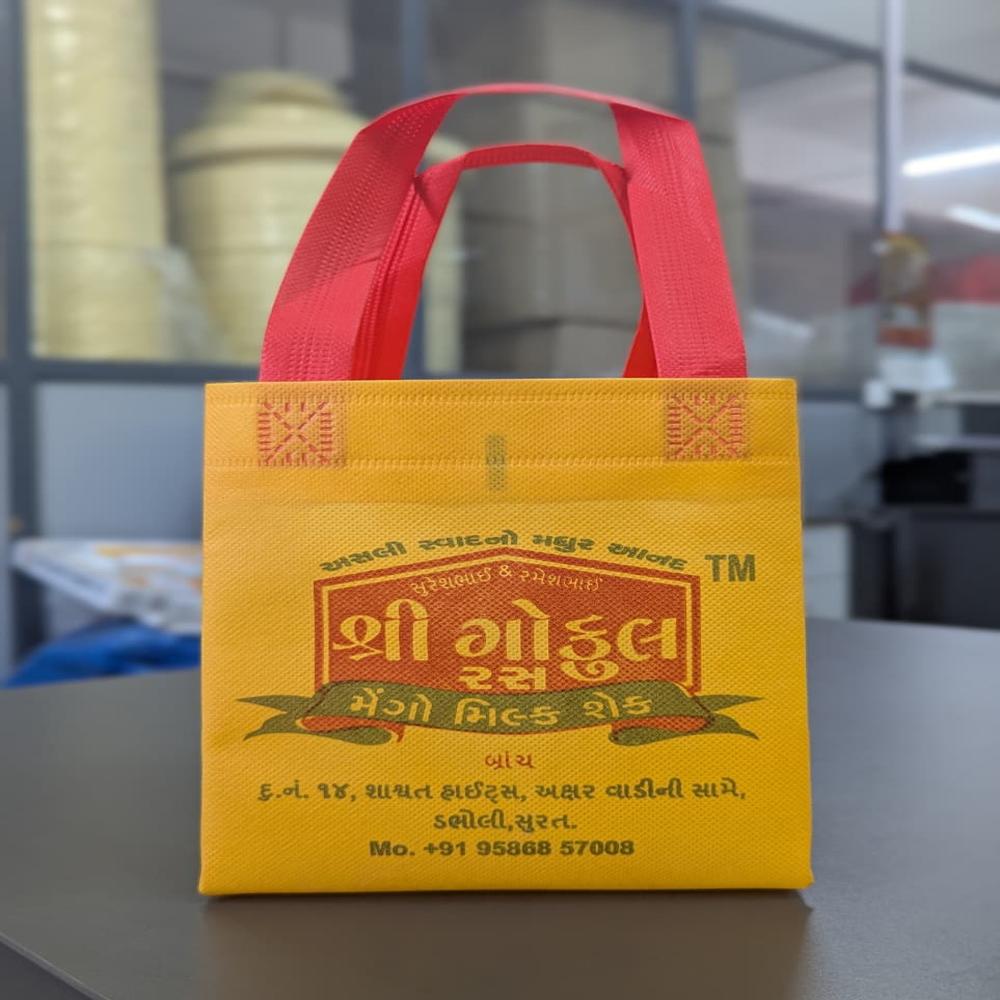 અસલી સ્વાદનો મધુર આનંદ
TM
સુરેશભાઈ & રમેશભાઈ
શ્રી ગોકુલ
રસ
મેંગો મિલ્ક શેક
બ્રાંચ
દુ.નં. ૧૪, શાશ્વત હાઈટ્સ, અક્ષર વાડીની સામે,
ડભોલી,સુરત.
Mo. +91 95868 57008